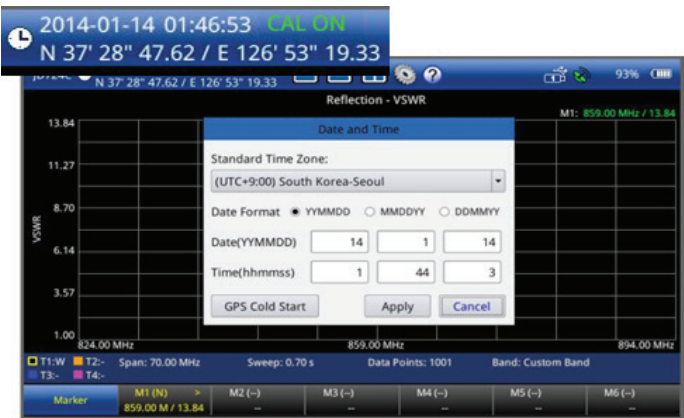 2014-01-14 01:46:53 CAL ON
N 37' 28" 47.62 / E 126' 53" 19.33
N 37' 28" 47.62 / E 126' 53" 19.33
93%
Reflection - VSWR
M1: 859.00 MHz / 13.84
VSWR
13.84
11.27
8.70
6.14
3.57
1.00
Date and Time
Standard Time Zone:
(UTC+9:00) South Korea-Seoul
Date Format YYMMDD MMDDYY DDMMYY
Date(YYMMDD) 14 1 14
Time(hhmmss) 1 44 3
GPS Cold Start Apply Cancel
824.00 MHz 859.00 MHz 894.00 MHz
T1:W T2:- Span: 70.00 MHz Sweep: 0.70 s Data Points: 1001 Band: Custom Band
T3:- T4:-
Marker M1 (N) > M2 (--) M3 (--) M4 (--) M5 (--) M6 (--)
859.00 M / 13.84 -- -- -- -- --